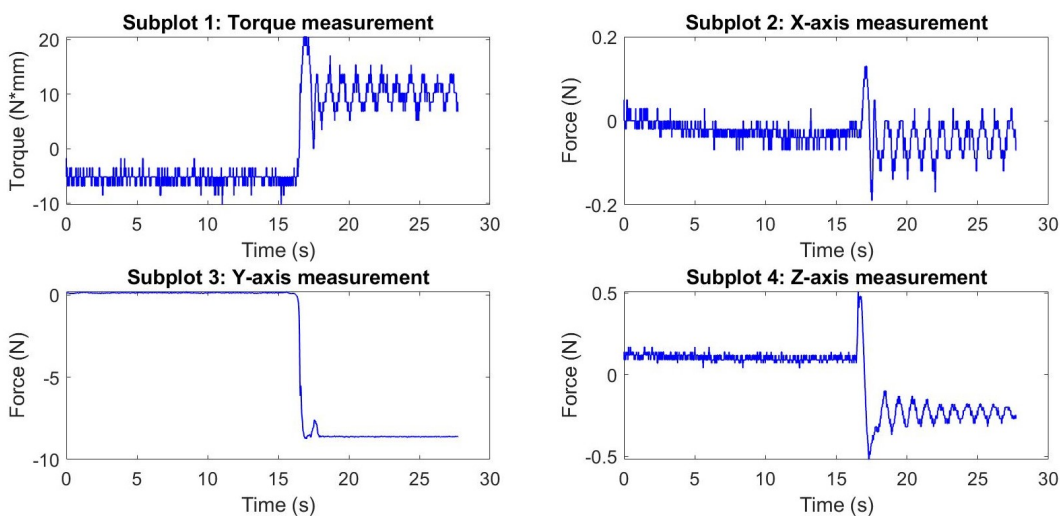 Subplot 1: Torque measurement
20
10
0
-10
Torque (N*mm)
0 5 10 15 20 25 30
Time (s)
Subplot 2: X-axis measurement
0.2
0
-0.2
Force (N)
0 5 10 15 20 25 30
Time (s)
Subplot 3: Y-axis measurement
0
-5
-10
Force (N)
0 5 10 15 20 25 30
Time (s)
Subplot 4: Z-axis measurement
0.5
0
-0.5
Force (N)
0 5 10 15 20 25 30
Time (s)